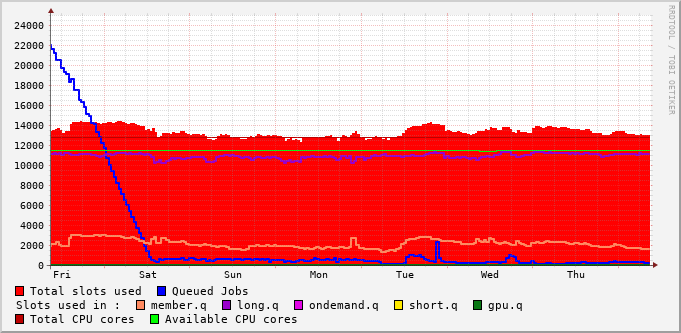 RRDTOOL / TOBI OETIKER
24000
22000
20000
18000
16000
14000
12000
10000
8000
6000
4000
2000
0
Fri Sat Sun Mon Tue Wed Thu
Total slots used Queued Jobs
Slots used in : member.q long.q ondemand.q short.q gpu.q
Total CPU cores Available CPU cores